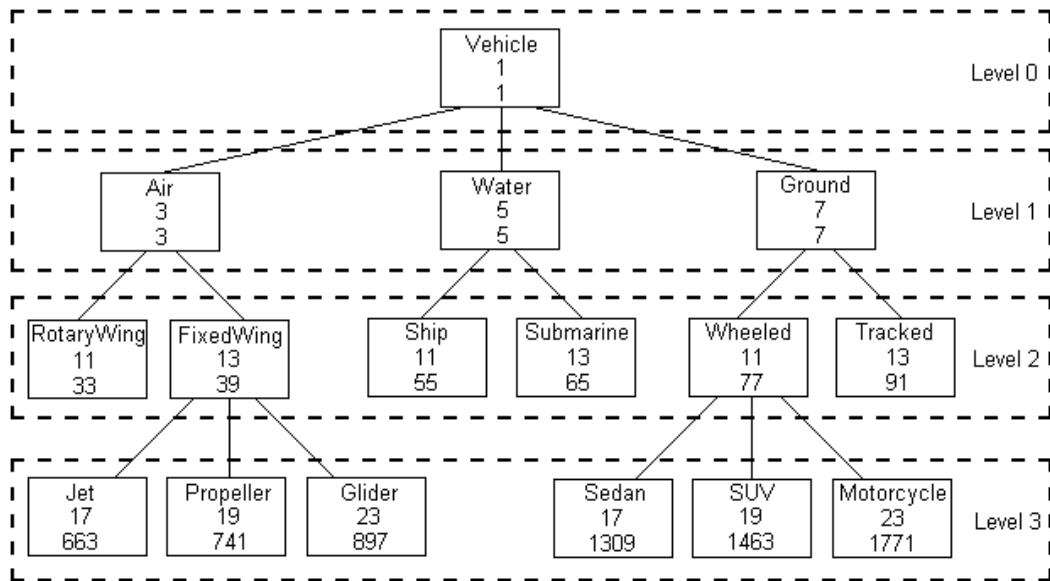 Vehicle
1
1
Level 0
Air
3
3
Water
5
5
Ground
7
7
Level 1
RotaryWing
11
33
FixedWing
13
39
Ship
11
55
Submarine
13
65
Wheeled
11
77
Tracked
13
91
Level 2
Jet
17
663
Propeller
19
741
Glider
23
897
Sedan
17
1309
SUV
19
1463
Motorcycle
23
1771
Level 3